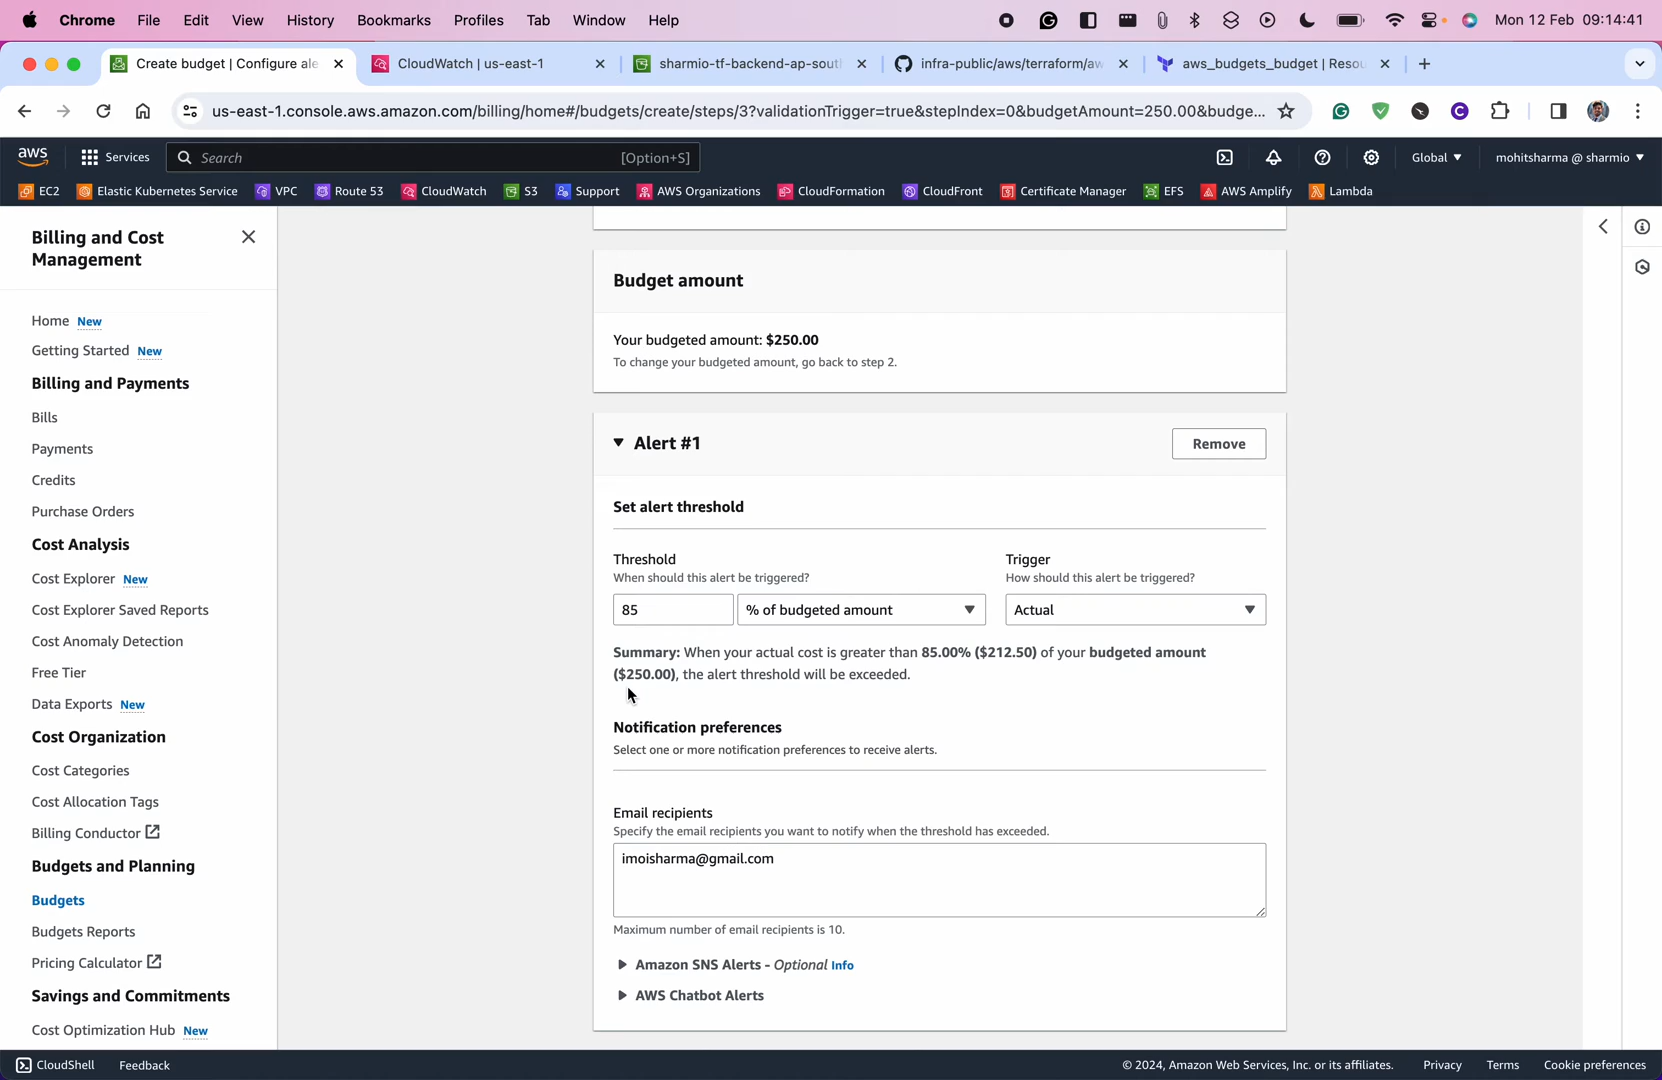 Chrome File Edit View History Bookmarks Profiles Tab Window Help Mon 12 Feb 09:14:41
Create budget | Configure ale CloudWatch | us-east-1 sharmio-tf-backend-ap-sout infra-public/aws/terraform/aw aws_budgets_budget | Resou
us-east-1.console.aws.amazon.com/billing/home#/budgets/create/steps/3?validationTrigger=true&stepIndex=0&budgetAmount=250.00&budge...
aws Services Search [Option+S] Global mohitsharma @ sharmio
EC2 Elastic Kubernetes Service VPC Route 53 CloudWatch S3 Support AWS Organizations CloudFormation CloudFront Certificate Manager EFS AWS Amplify Lambda
Billing and Cost
Management
Home New
Getting Started New
Billing and Payments
Bills
Payments
Credits
Purchase Orders
Cost Analysis
Cost Explorer New
Cost Explorer Saved Reports
Cost Anomaly Detection
Free Tier
Data Exports New
Cost Organization
Cost Categories
Cost Allocation Tags
Billing Conductor
Budgets and Planning
Budgets
Budgets Reports
Pricing Calculator
Savings and Commitments
Cost Optimization Hub New
Budget amount
Your budgeted amount: $250.00
To change your budgeted amount, go back to step 2.
Alert #1 Remove
Set alert threshold
Threshold Trigger
When should this alert be triggered? How should this alert be triggered?
85 % of budgeted amount Actual
Summary: When your actual cost is greater than 85.00% ($212.50) of your budgeted amount
($250.00), the alert threshold will be exceeded.
Notification preferences
Select one or more notification preferences to receive alerts.
Email recipients
Specify the email recipients you want to notify when the threshold has exceeded.
imoisharma@gmail.com
Maximum number of email recipients is 10.
Amazon SNS Alerts - Optional Info
AWS Chatbot Alerts
CloudShell Feedback © 2024, Amazon Web Services, Inc. or its affiliates. Privacy Terms Cookie preferences